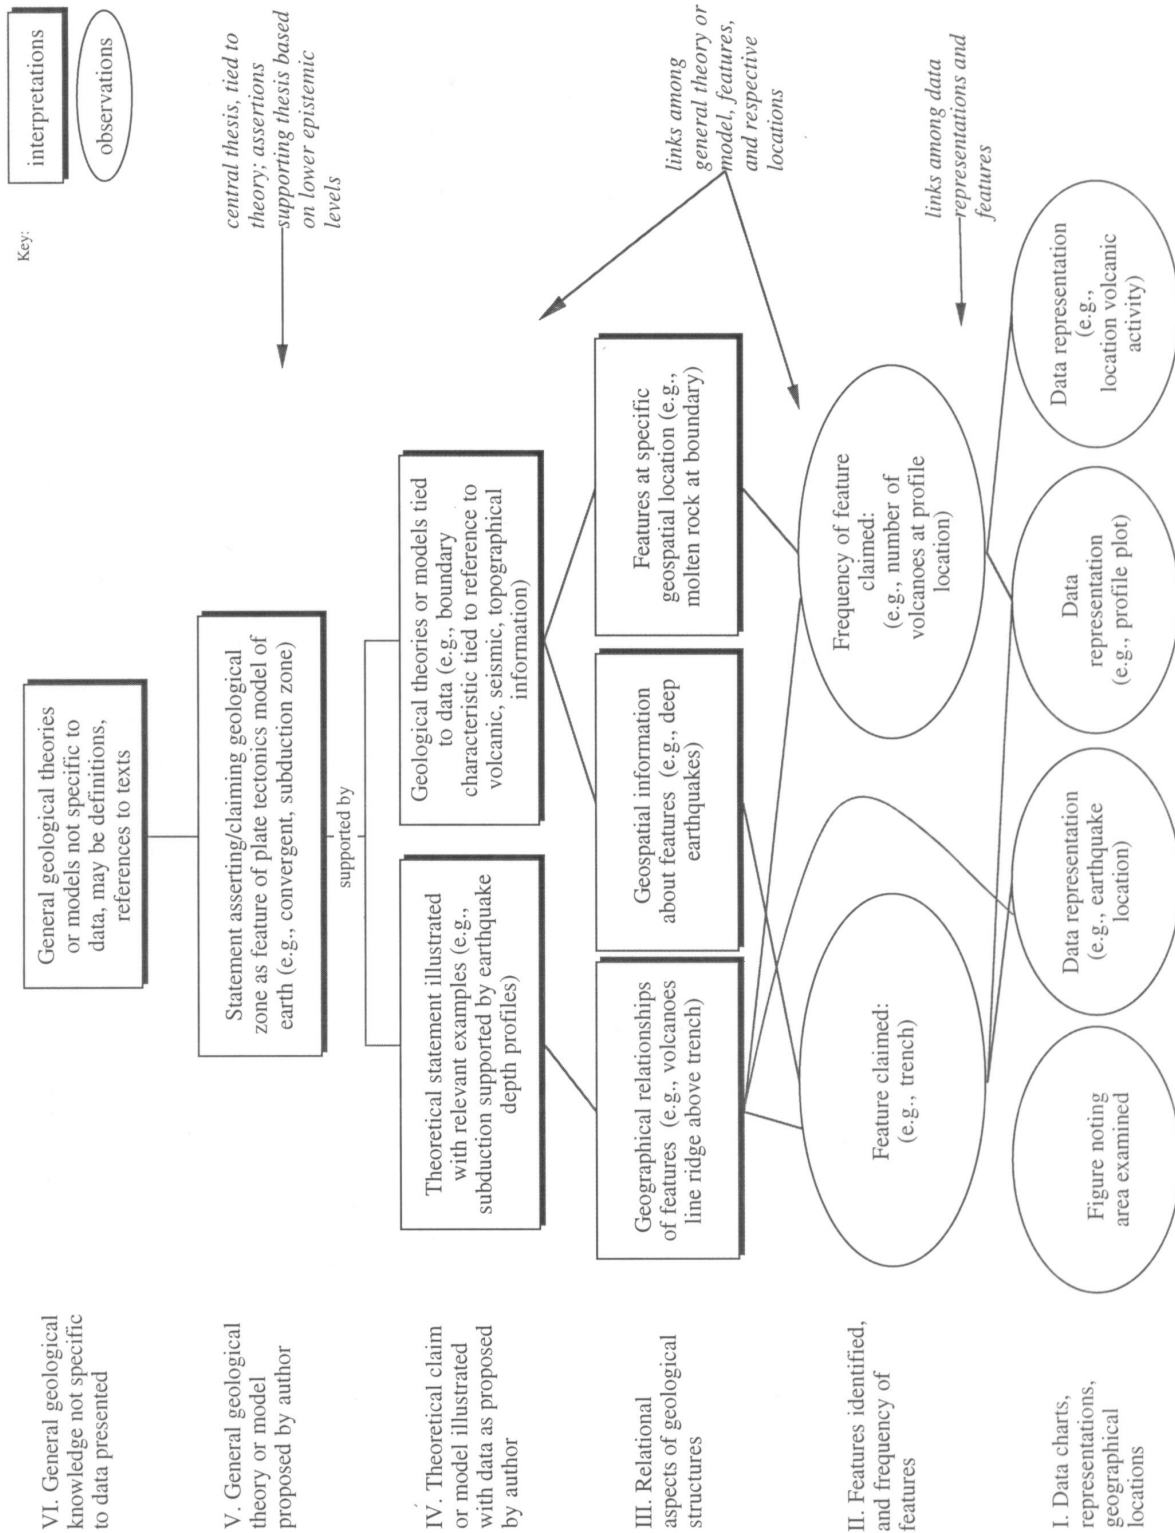 Key:
interpretations
observations
VI. General geological
knowledge not specific
to data presented
General geological theories
or models not specific to
data, may be definitions,
references to texts
central thesis, tied to
theory; assertions
supporting thesis based
on lower epistemic
levels
V. General geological
theory or model
proposed by author
Statement asserting/claiming geological
zone as feature of plate tectonics model of
earth (e.g., convergent, subduction zone)
supported by
IV. Theoretical claim
or model illustrated
with data as proposed
by author
Theoretical statement illustrated
with relevant examples (e.g.,
subduction supported by earthquake
depth profiles)
Geological theories or models tied
to data (e.g., boundary
characteristic tied to reference to
volcanic, seismic, topographical
information)
links among
general theory or
model, features,
and respective
locations
III. Relational
aspects of geological
structures
Geographical relationships
of features (e.g., volcanoes
line ridge above trench)
Geospatial information
about features (e.g., deep
earthquakes)
Features at specific
geospatial location (e.g.,
molten rock at boundary)
II. Features identified,
and frequency of
features
Feature claimed:
(e.g., trench)
Frequency of feature
claimed:
(e.g., number of
volcanoes at profile
location)
links among data
representations and
features
I. Data charts,
representations,
geographical
locations
Figure noting
area examined
Data representation
(e.g., earthquake
location)
Data
representation
(e.g., profile plot)
Data representation
(e.g.,
location volcanic
activity)